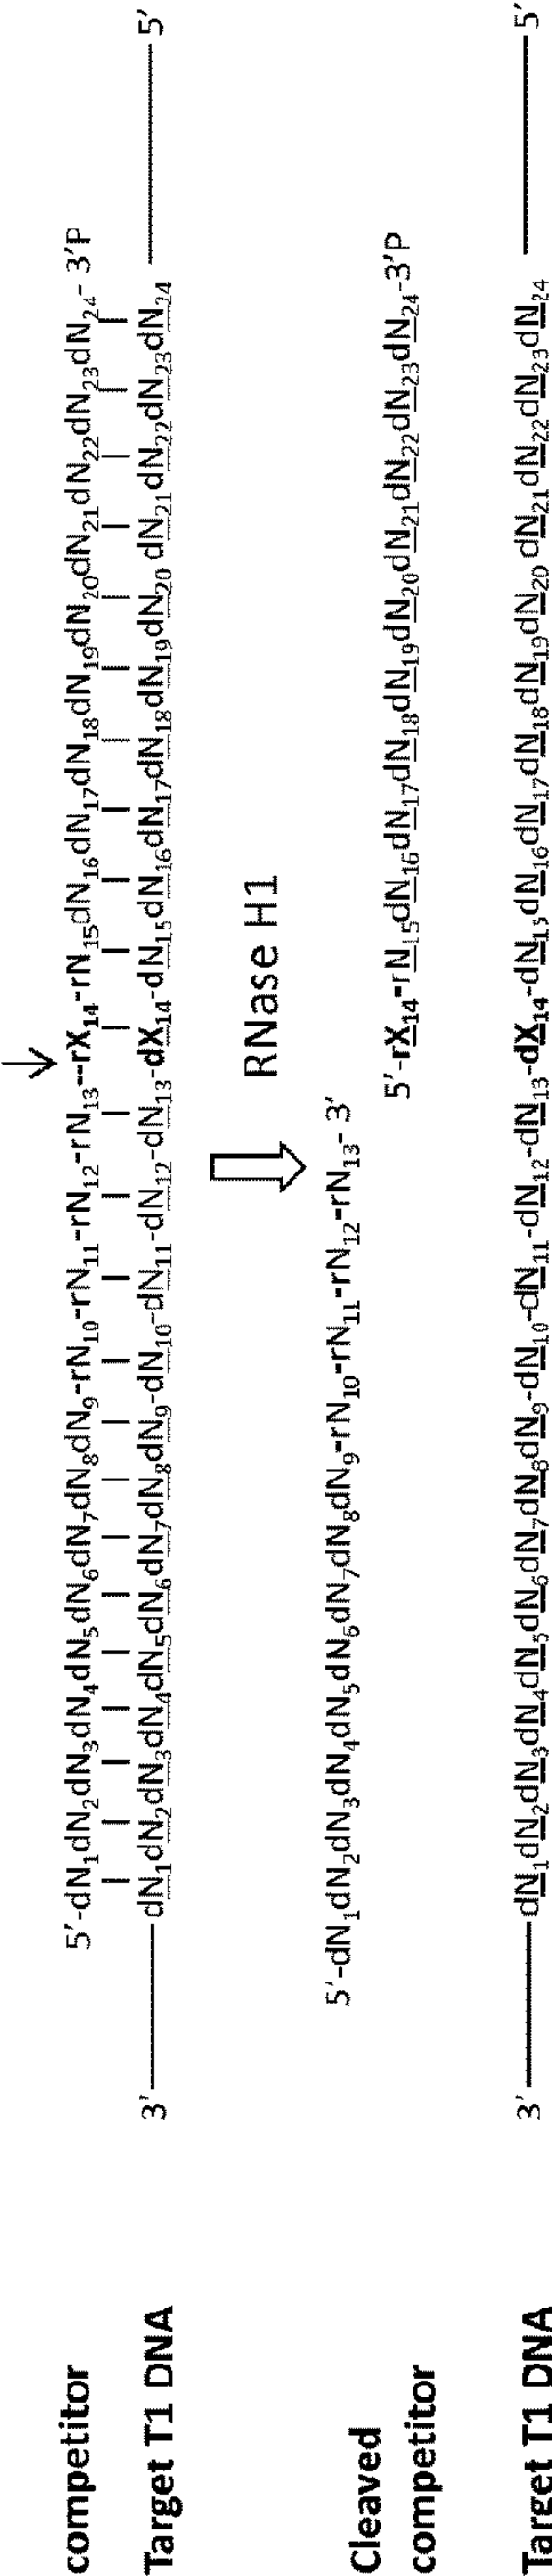 competitor 5'-dN1dN2dN3dN4dN5dN6dN7dN8dN9-rN10-rN11-rN12-rN13--rX14-rN15dN16dN17dN18dN19dN20dN21dN22dN23dN24- 3'P
Target T1 DNA 3' dN1dN2dN3dN4dN5dN6dN7dN8dN9-dN10-dN11-dN12-dN13-dX14-dN15dN16dN17dN18dN19dN20 dN21dN22dN23dN24 5'
RNase H1
Cleaved
competitor 5'-dN1dN2dN3dN4dN5dN6dN7dN8dN9-rN10-rN11-rN12-rN13- 3' 5'-rX14-rN15dN16dN17dN18dN19dN20dN21dN22dN23dN24-3'P
Target T1 DNA 3' dN1dN2dN3dN4dN5dN6dN7dN8dN9-dN10-dN11-dN12-dN13-dX14-dN15dN16dN17dN18dN19dN20 dN21dN22dN23dN24 5'